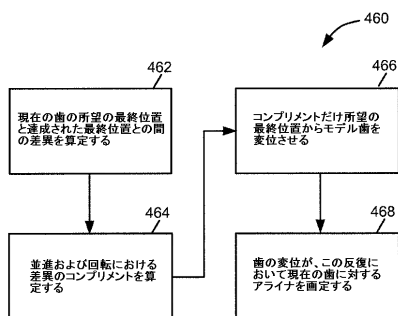 460
462
現在の歯の所望の最終位置
と達成された最終位置との間
の差異を算定する
464
並進および回転における
差異のコンプリメントを算
定する
466
コンプリメントだけ所望の
最終位置からモデル歯を
変位させる
468
歯の変位が、この反復に
おいて現在の歯に対する
アライナを画定する